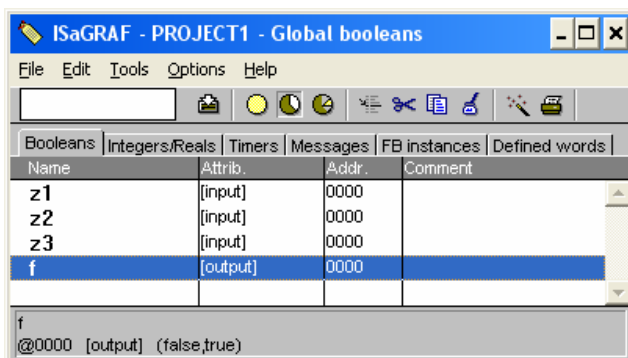 ISaGRAF - PROJECT1 - Global booleans
File Edit Tools Options Help
Booleans Integers/Reals Timers Messages FB instances Defined words
Name Attrib. Addr. Comment
z1 [input] 0000
z2 [input] 0000
z3 [input] 0000
f [output] 0000
f
@0000 [output] (false,true)